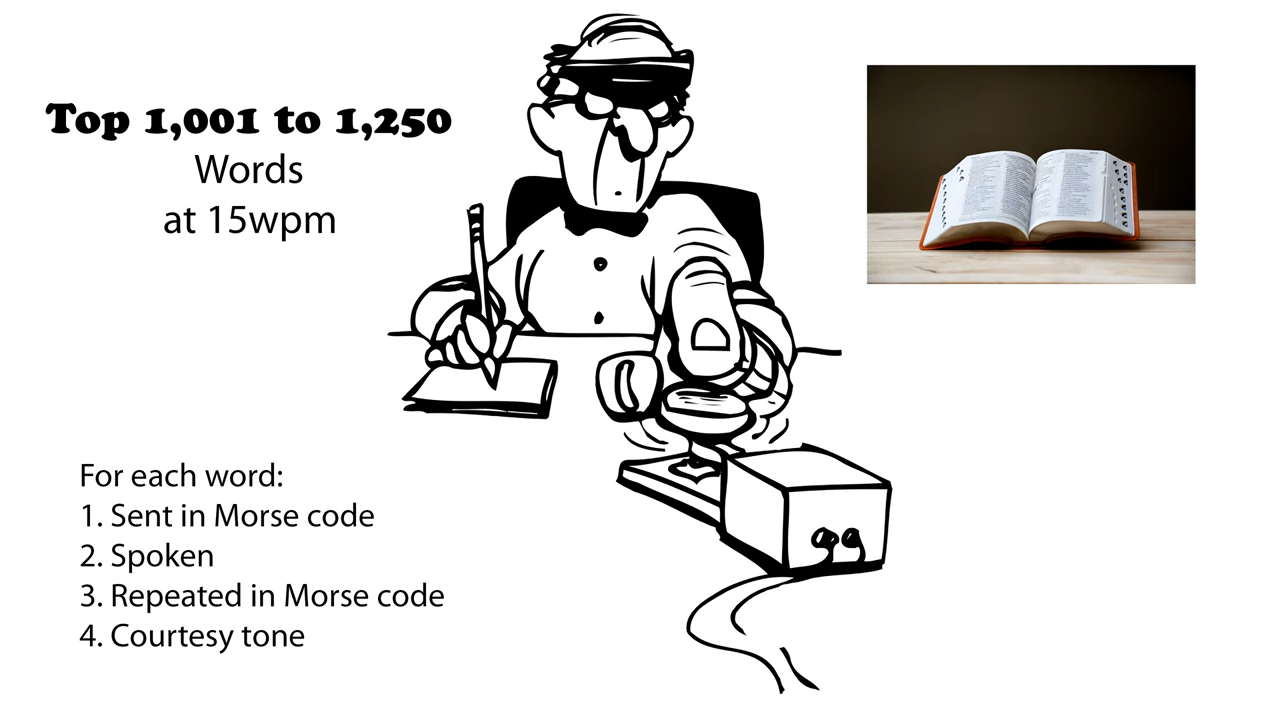 Top 1,001 to 1,250
Words
at 15wpm
For each word:
1. Sent in Morse code
2. Spoken
3. Repeated in Morse code
4. Courtesy tone